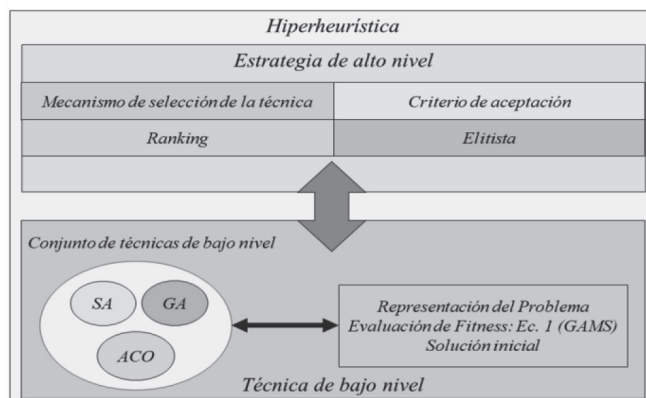 Hiperheurística
Estrategia de alto nivel
Mecanismo de selección de la técnica
Criterio de aceptación
Ranking
Elitista
Conjunto de técnicas de bajo nivel
SA
GA
ACO
Representación del Problema
Evaluación de Fitness: Ec. 1 (GAMS)
Solución inicial
Técnica de bajo nivel